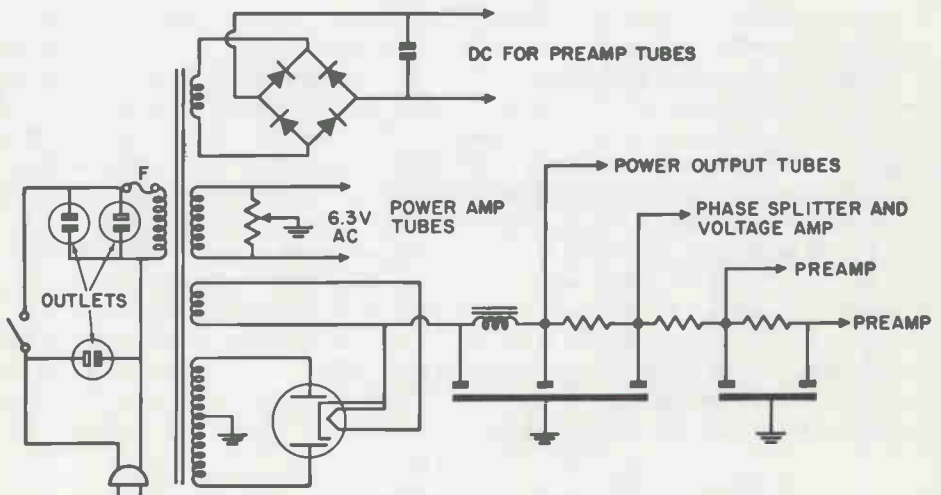 DC FOR PREAMP TUBES
POWER OUTPUT TUBES
F
6.3V
AC
POWER AMP
TUBES
PHASE SPLITTER AND
VOLTAGE AMP
PREAMP
OUTLETS
PREAMP